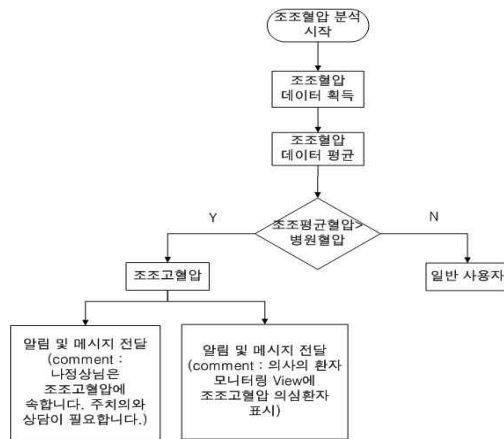 조조혈압 분석
시작
조조혈압
데이터 획득
조조혈압
데이터 평균
Y
조조평균혈압>
병원혈압
N
조조고혈압
일반 사용자
알림 및 메시지 전달
(comment :
나정상님은
조조고혈압에
속합니다. 주치의와
상담이 필요합니다.)
알림 및 메시지 전달
(comment : 의사의 환자
모니터링 View에
조조고혈압 의심환자
표시)